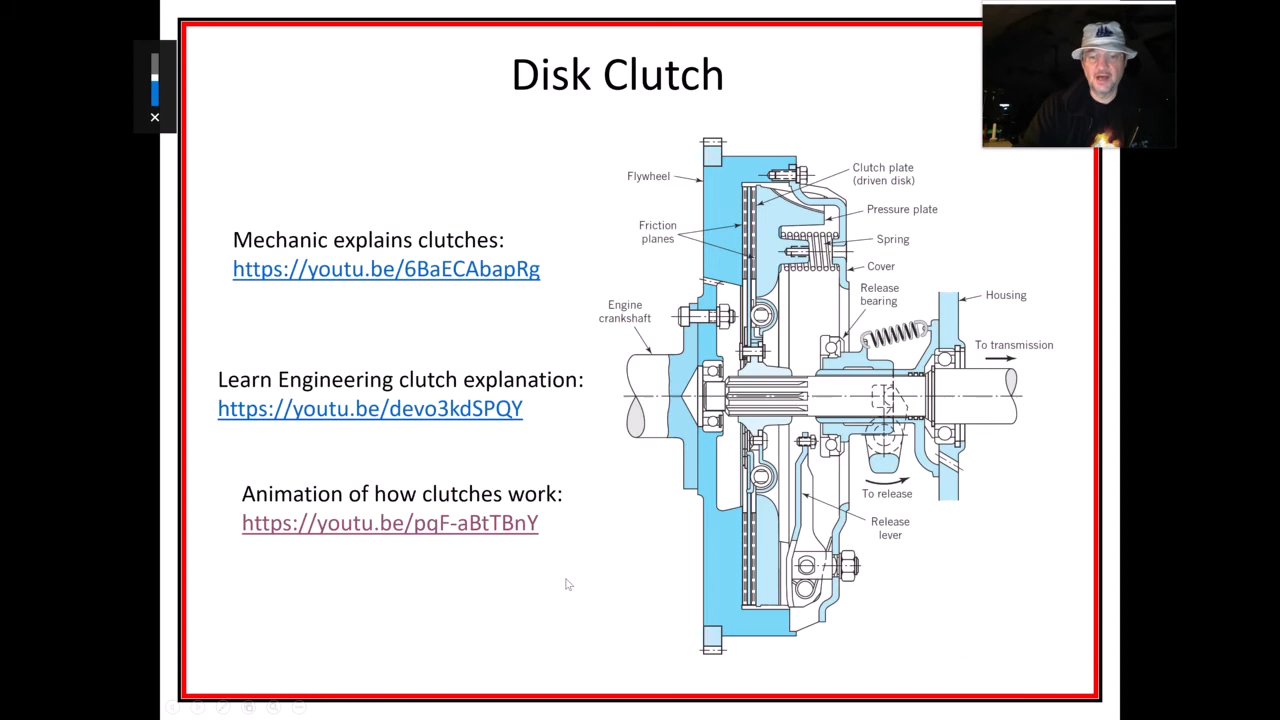 Disk Clutch
Mechanic explains clutches:
https://youtu.be/6BaECAbapRg
Learn Engineering clutch explanation:
https://youtu.be/devo3kdSPQY
Animation of how clutches work:
https://youtu.be/pqF-aBtTBnY
Flywheel
Friction
planes
Engine
crankshaft
Clutch plate
(driven disk)
Pressure plate
Spring
Cover
Release
bearing
Housing
To transmission
To release
Release
lever